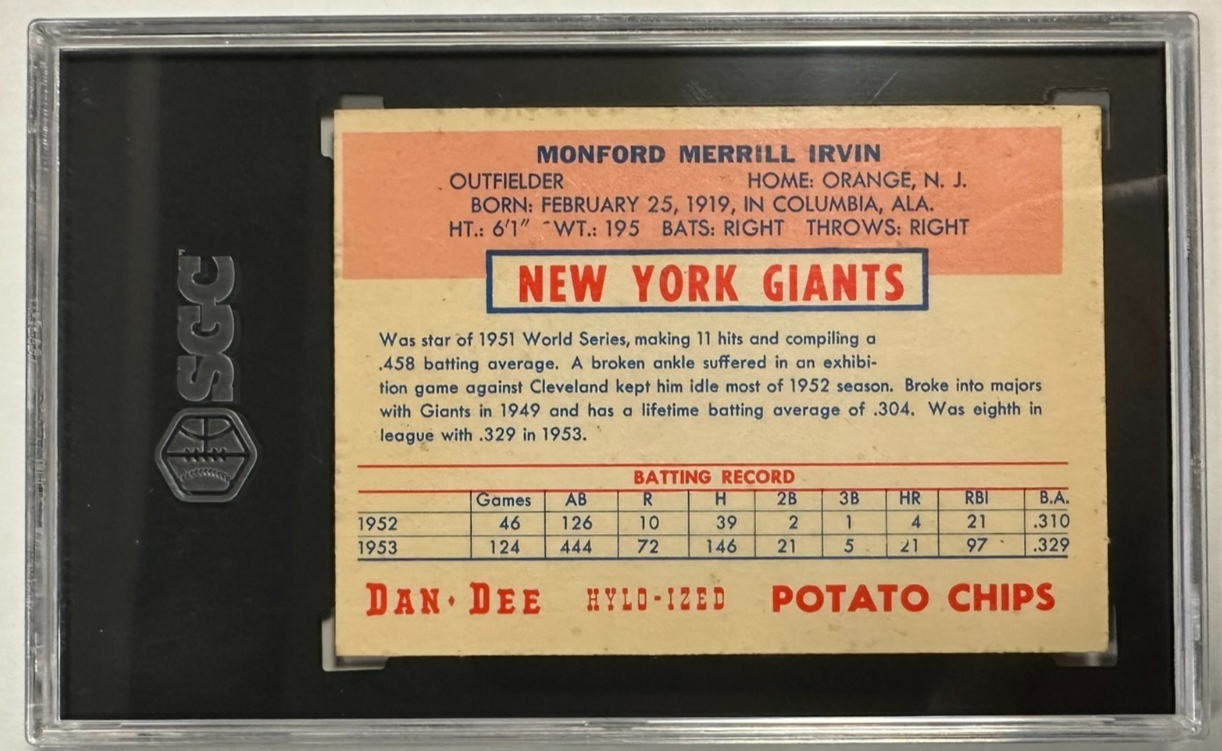 SGC
MONFORD MERRILL IRVIN
OUTFIELDER HOME: ORANGE, N. J.
BORN: FEBRUARY 25, 1919, IN COLUMBIA, ALA.
HT.: 6'1" WT.: 195 BATS: RIGHT THROWS: RIGHT
NEW YORK GIANTS
Was star of 1951 World Series, making 11 hits and compiling a
.458 batting average. A broken ankle suffered in an exhibi-
tion game against Cleveland kept him idle most of 1952 season. Broke into majors
with Giants in 1949 and has a lifetime batting average of .304. Was eighth in
league with .329 in 1953.
BATTING RECORD
Games AB R H 2B 3B HR RBI B.A.
1952 46 126 10 39 2 1 4 21 .310
1953 124 444 72 146 21 5 21 97 .329
DAN·DEE HYLO-IZED POTATO CHIPS